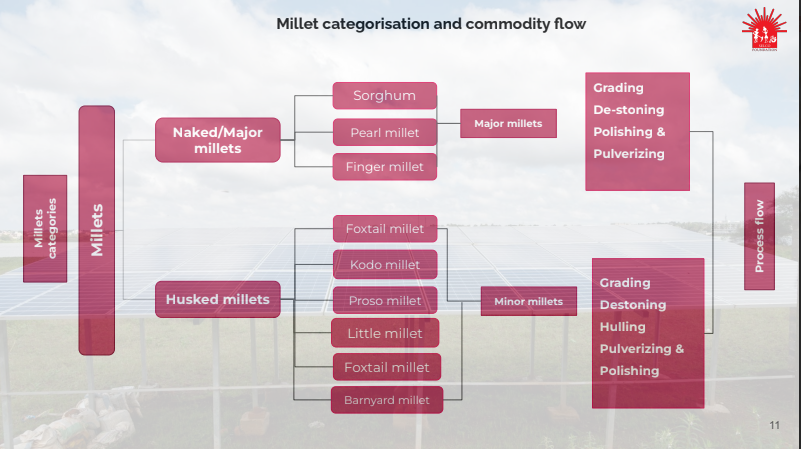 Millet categorisation and commodity flow
Millets
categories
Millets
Naked/Major
millets
Husked millets
Sorghum
Pearl millet
Finger millet
Foxtail millet
Kodo millet
Proso millet
Little millet
Foxtail millet
Barnyard millet
Major millets
Minor millets
Grading
De-stoning
Polishing &
Pulverizing
Grading
Destoning
Hulling
Pulverizing &
Polishing
Process flow
11